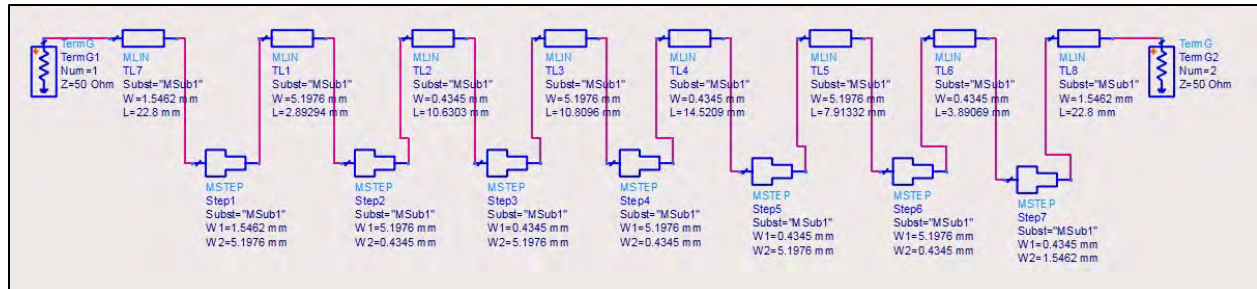 TermG
TermG1
Num=1
Z=50 Ohm
MLIN
TL7
Subst="MSub1"
W=1.5462 mm
L=22.8 mm
MLIN
TL1
Subst="MSub1"
W=5.1976 mm
L=2.89294 mm
MLIN
TL2
Subst="MSub1"
W=0.4345 mm
L=10.6303 mm
MLIN
TL3
Subst="MSub1"
W=5.1976 mm
L=10.8096 mm
MLIN
TL4
Subst="MSub1"
W=0.4345 mm
L=14.5209 mm
MLIN
TL5
Subst="MSub1"
W=5.1976 mm
L=7.91332 mm
MLIN
TL6
Subst="MSub1"
W=0.4345 mm
L=3.89069 mm
MLIN
TL8
Subst="MSub1"
W=1.5462 mm
L=22.8 mm
TermG
TermG2
Num=2
Z=50 Ohm
MSTEP
Step1
Subst="MSub1"
W1=1.5462 mm
W2=5.1976 mm
MSTEP
Step2
Subst="MSub1"
W1=5.1976 mm
W2=0.4345 mm
MSTEP
Step3
Subst="MSub1"
W1=0.4345 mm
W2=5.1976 mm
MSTEP
Step4
Subst="MSub1"
W1=5.1976 mm
W2=0.4345 mm
MSTEP
Step5
Subst="MSub1"
W1=0.4345 mm
W2=5.1976 mm
MSTEP
Step6
Subst="MSub1"
W1=5.1976 mm
W2=0.4345 mm
MSTEP
Step7
Subst="MSub1"
W1=0.4345 mm
W2=1.5462 mm